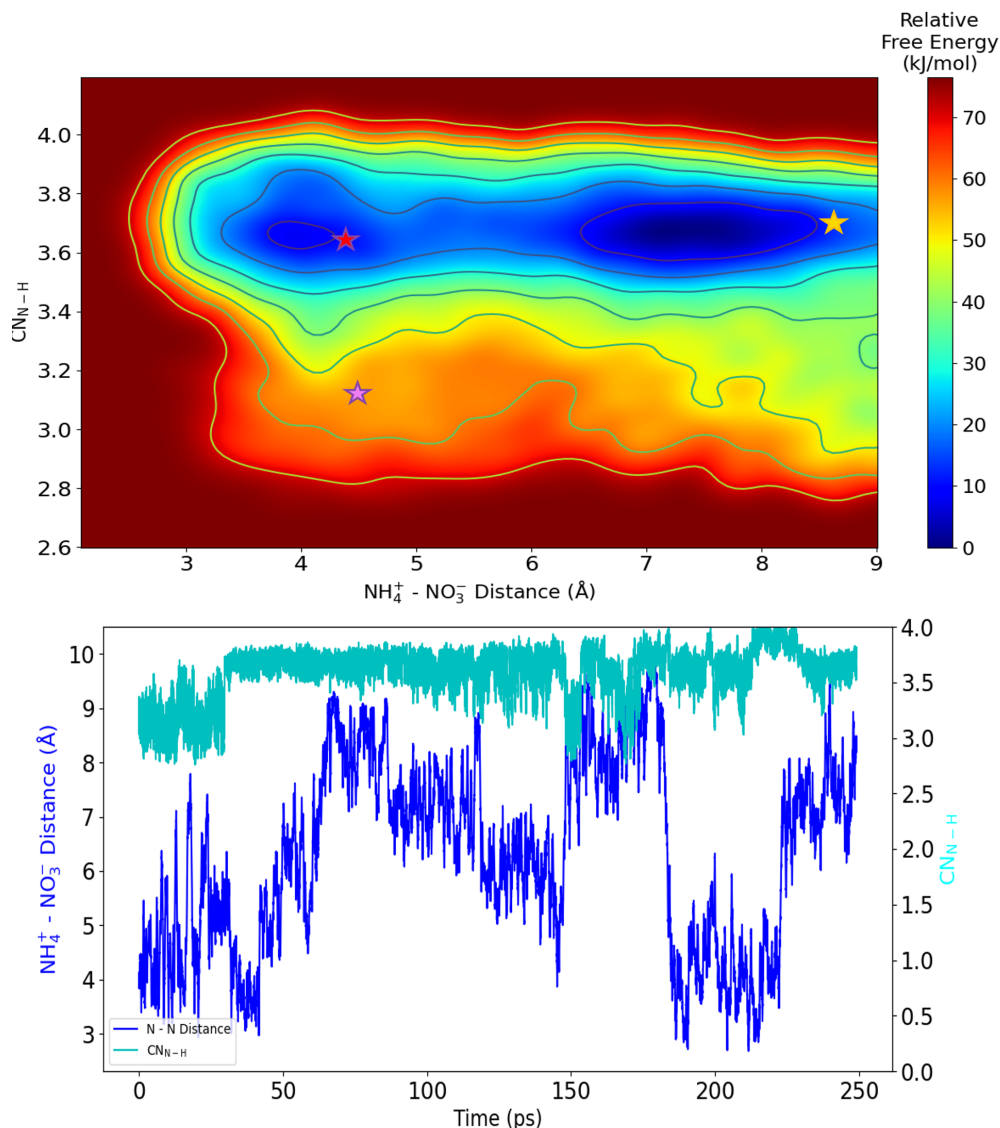 Relative
Free Energy
(kJ/mol)
4.0
3.8
3.6
3.4
3.2
3.0
2.8
2.6
CN_{N-H}
3 4 5 6 7 8 9
NH₄⁺ - NO₃⁻ Distance (Å)
70
60
50
40
30
20
10
0
10
9
8
7
6
5
4
3
NH₄⁺ - NO₃⁻ Distance (Å)
4.0
3.5
3.0
2.5
2.0
1.5
1.0
0.5
0.0
CN_{N-H}
N - N Distance
CN_{N-H}
0 50 100 150 200 250
Time (ps)